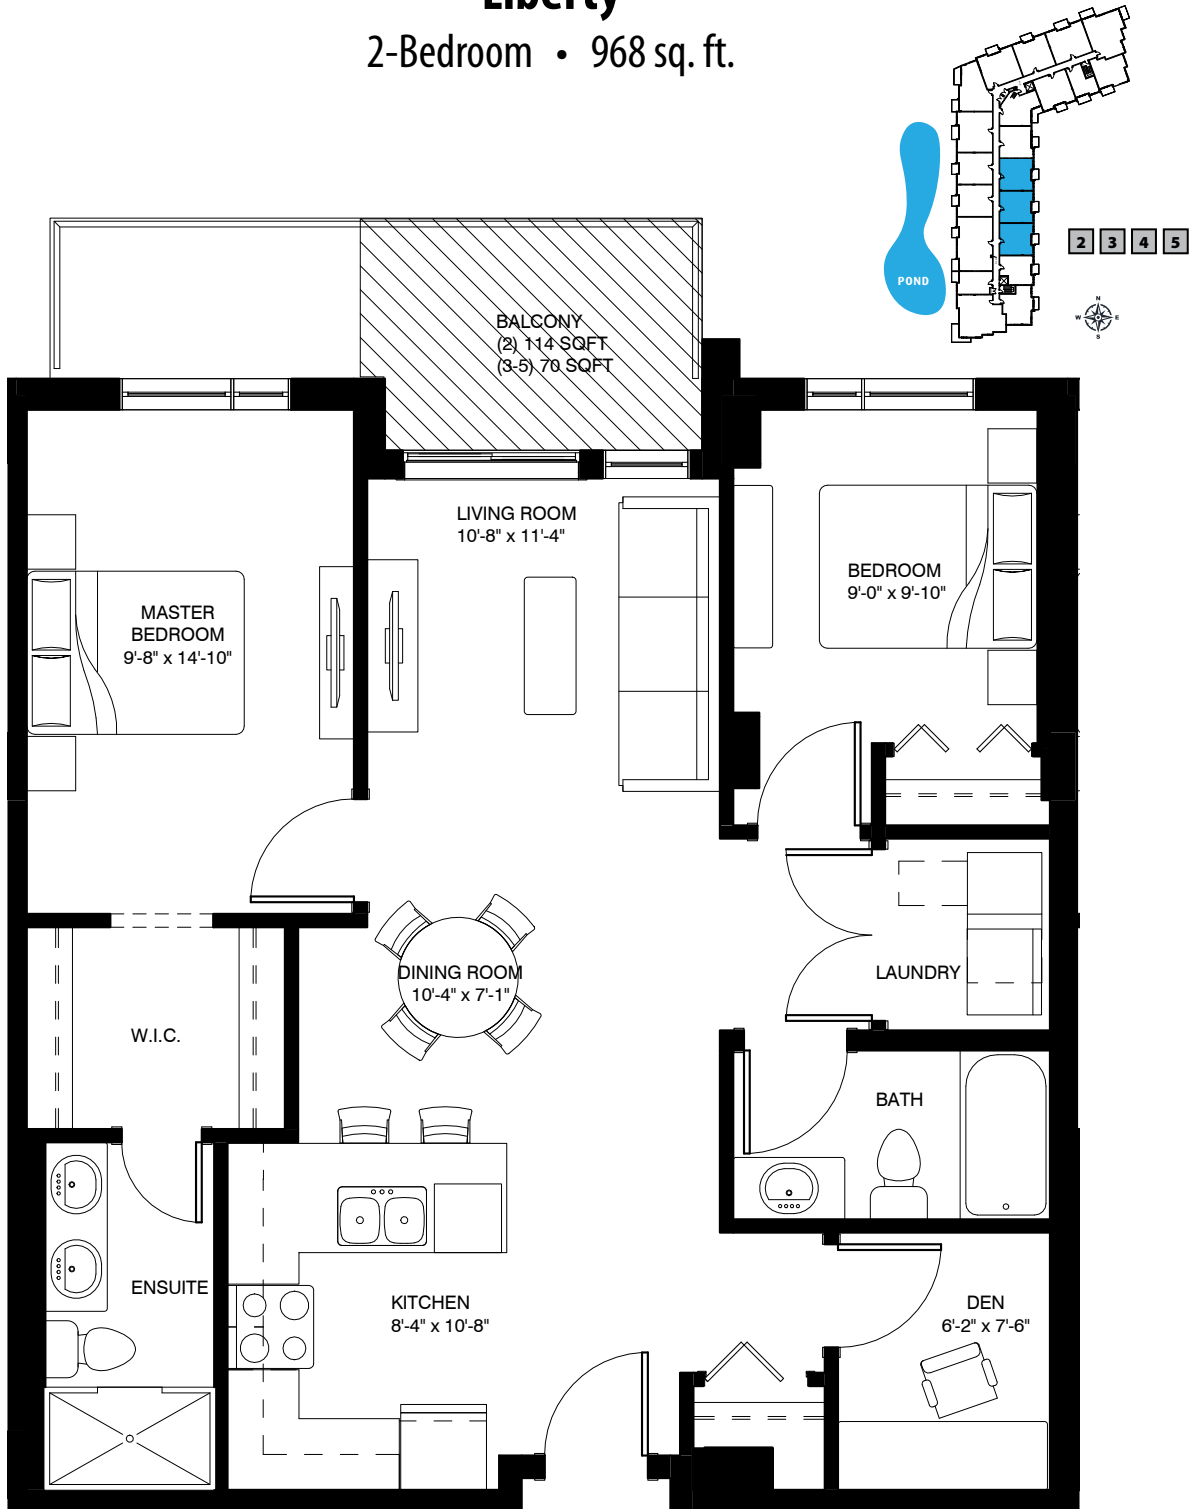 Liberty
2-Bedroom • 968 sq. ft.
POND
2 3 4 5
N
W E
S
BALCONY
(2) 114 SQFT
(3-5) 70 SQFT
LIVING ROOM
10'-8" x 11'-4"
BEDROOM
9'-0" x 9'-10"
MASTER
BEDROOM
9'-8" x 14'-10"
DINING ROOM
10'-4" x 7'-1"
LAUNDRY
W.I.C.
BATH
ENSUITE
KITCHEN
8'-4" x 10'-8"
DEN
6'-2" x 7'-6"